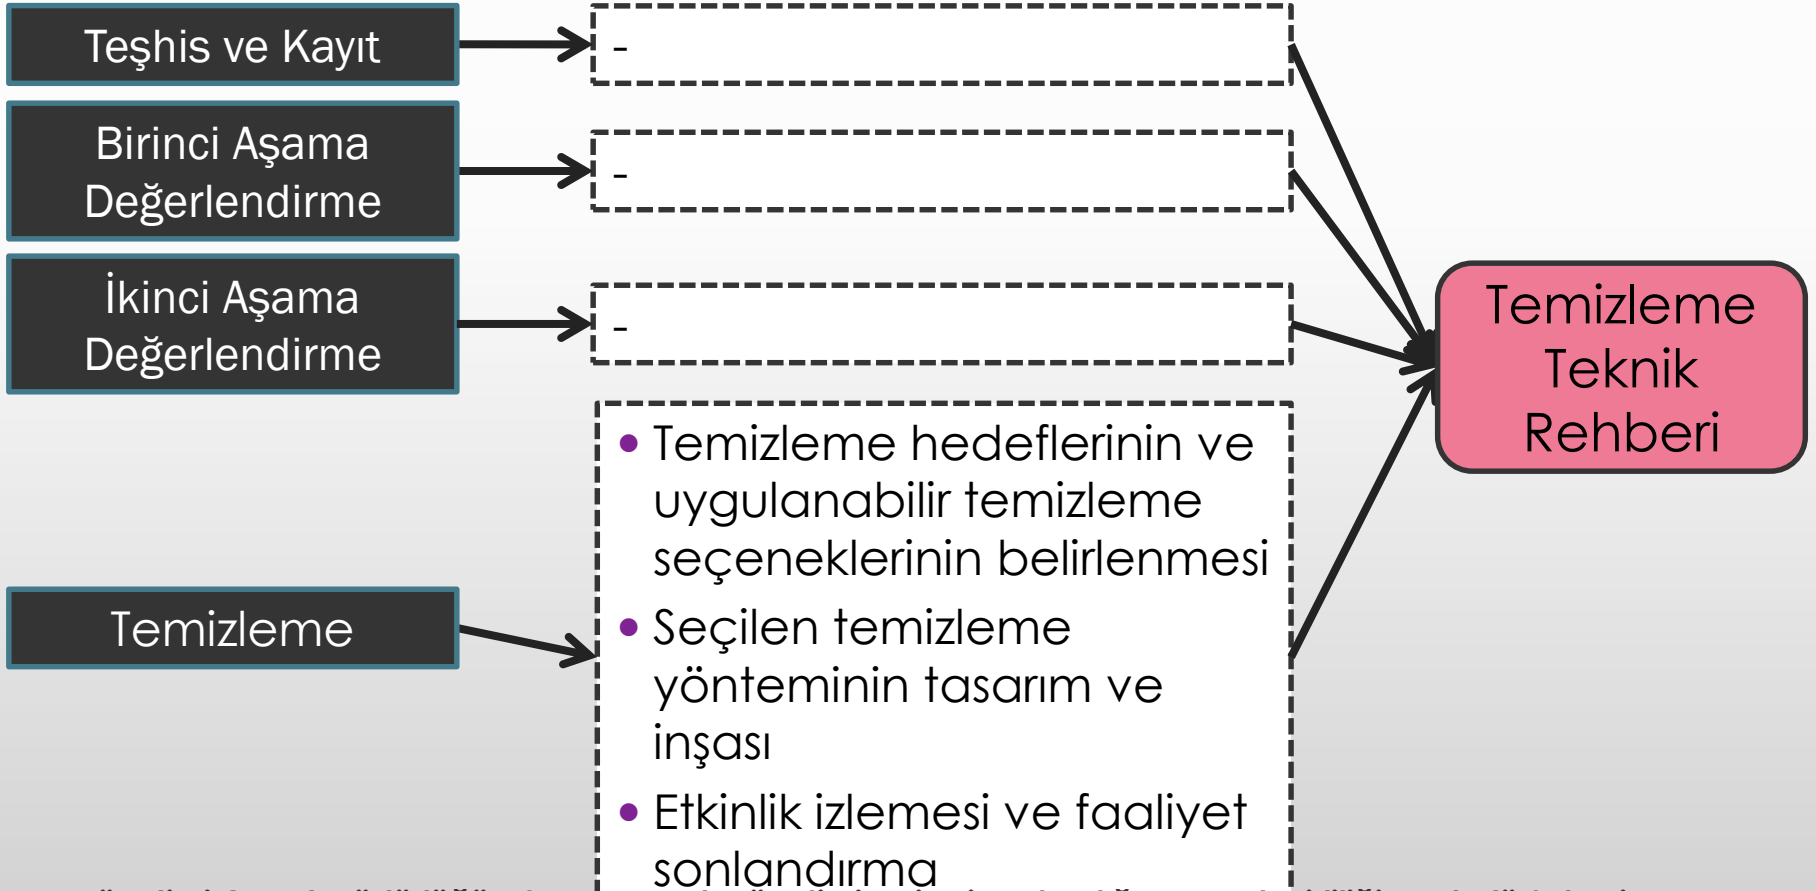 Teşhis ve Kayıt
-
Birinci Aşama
Değerlendirme
-
İkinci Aşama
Değerlendirme
-
Temizleme
• Temizleme hedeflerinin ve
uygulanabilir temizleme
seçeneklerinin belirlenmesi
• Seçilen temizleme
yönteminin tasarım ve
inşası
• Etkinlik izlemesi ve faaliyet
sonlandırma
Temizleme
Teknik
Rehberi